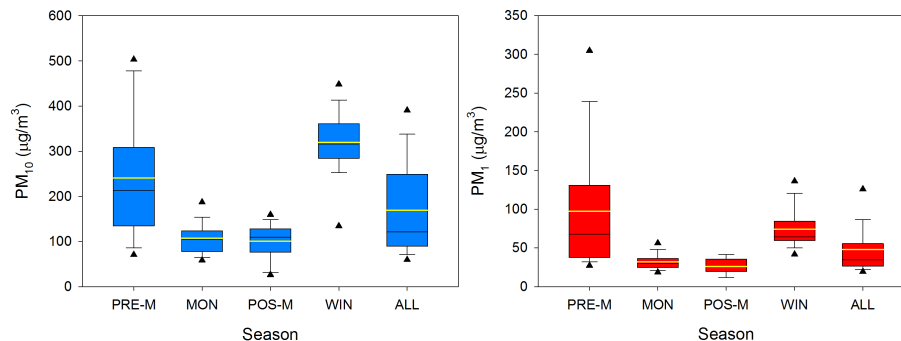 PM10 (µg/m3)
600
500
400
300
200
100
0
PRE-M MON POS-M WIN ALL
Season
PM1 (µg/m3)
350
300
250
200
150
100
50
0
PRE-M MON POS-M WIN ALL
Season